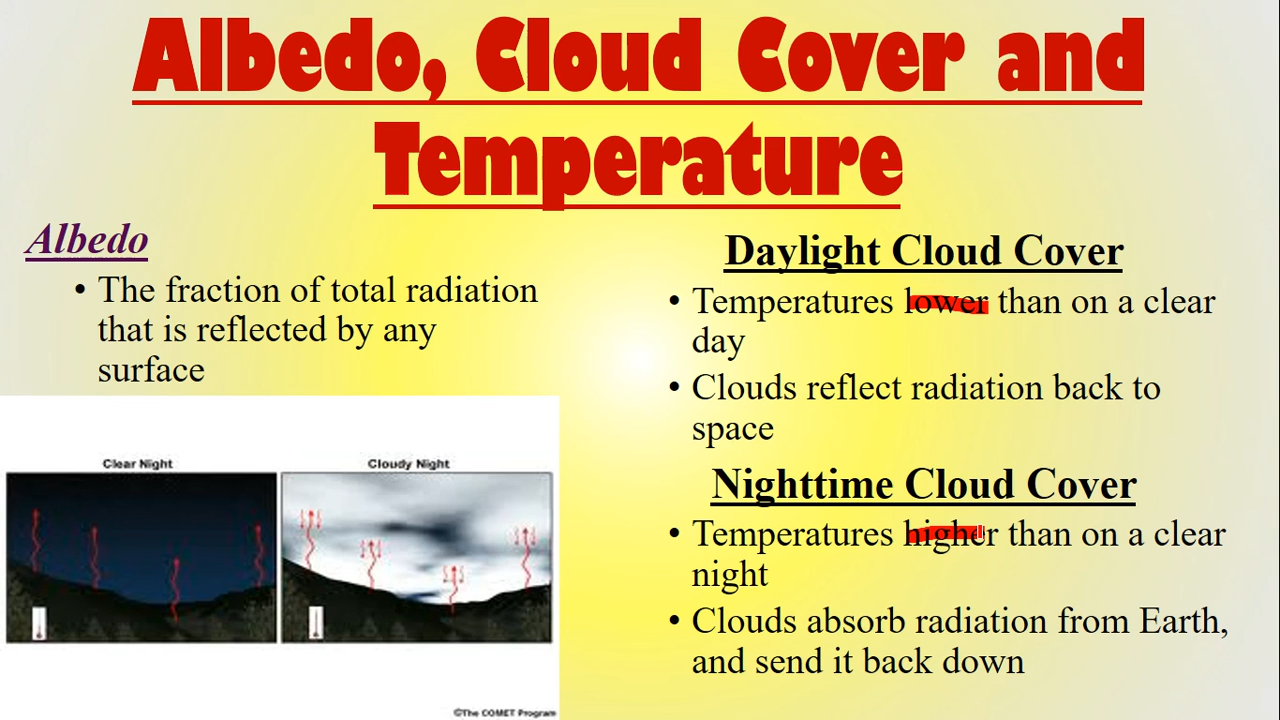 Albedo, Cloud Cover and
Temperature
Albedo
• The fraction of total radiation
that is reflected by any
surface
Clear Night
Cloudy Night
©The COMET Program
Daylight Cloud Cover
• Temperatures lower than on a clear
day
• Clouds reflect radiation back to
space
Nighttime Cloud Cover
• Temperatures higher than on a clear
night
• Clouds absorb radiation from Earth,
and send it back down